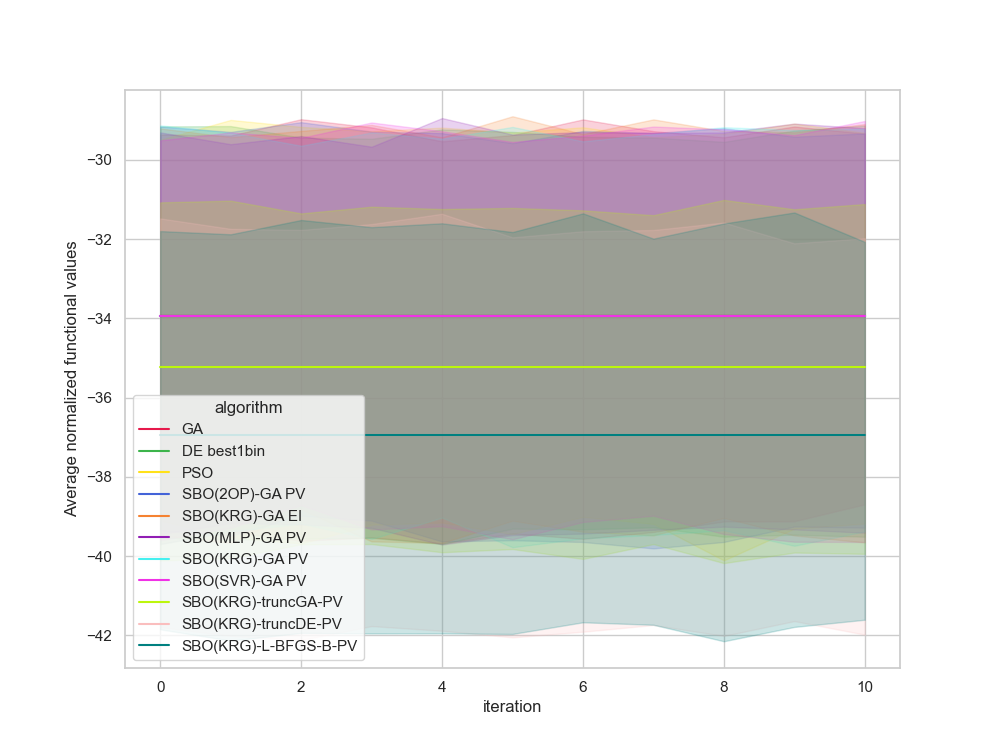 Average normalized functional values
−30
−32
−34
−36
−38
−40
−42
algorithm
GA
DE best1bin
PSO
SBO(2OP)-GA PV
SBO(KRG)-GA EI
SBO(MLP)-GA PV
SBO(KRG)-GA PV
SBO(SVR)-GA PV
SBO(KRG)-truncGA-PV
SBO(KRG)-truncDE-PV
SBO(KRG)-L-BFGS-B-PV
0 2 4 6 8 10
iteration